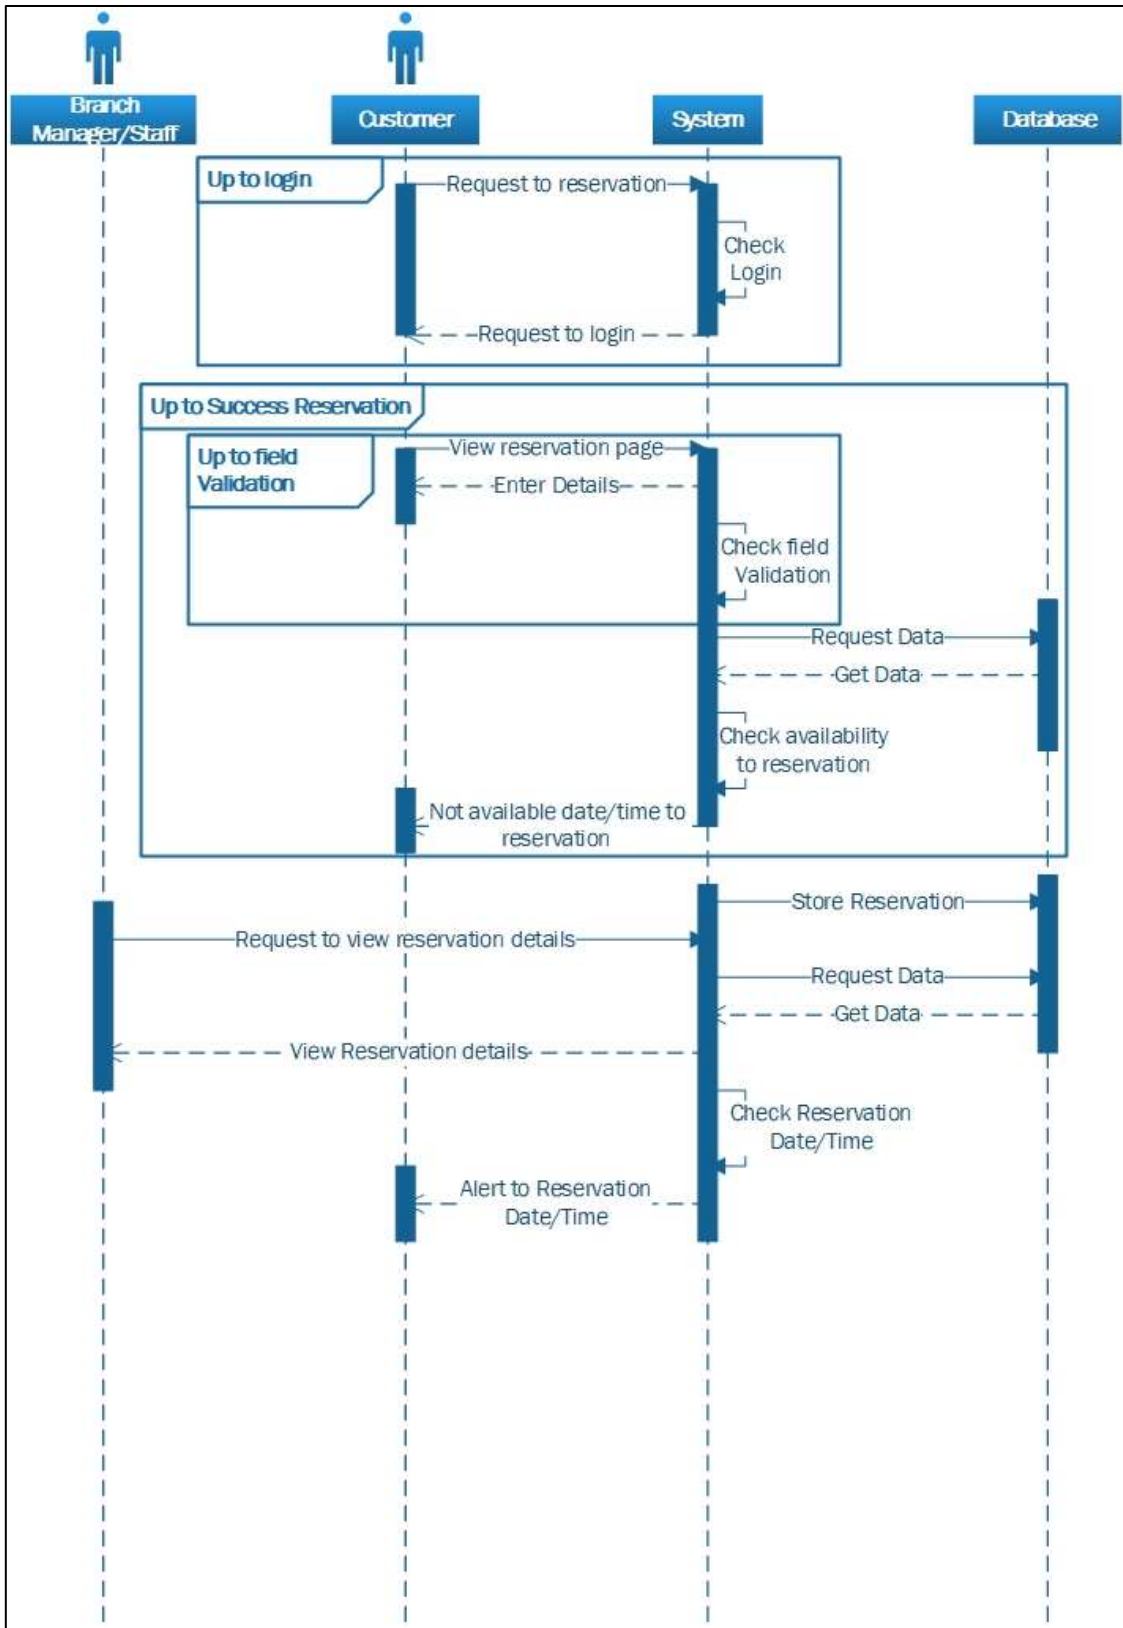 Branch
Manager/Staff
Customer
System
Database
Up to login
Request to reservation
Check
Login
Request to login
Up to Success Reservation
Up to field
Validation
View reservation page
Enter Details
Check field
Validation
Request Data
Get Data
Check availability
to reservation
Not available date/time to
reservation
Store Reservation
Request to view reservation details
Request Data
Get Data
View Reservation details
Check Reservation
Date/Time
Alert to Reservation
Date/Time